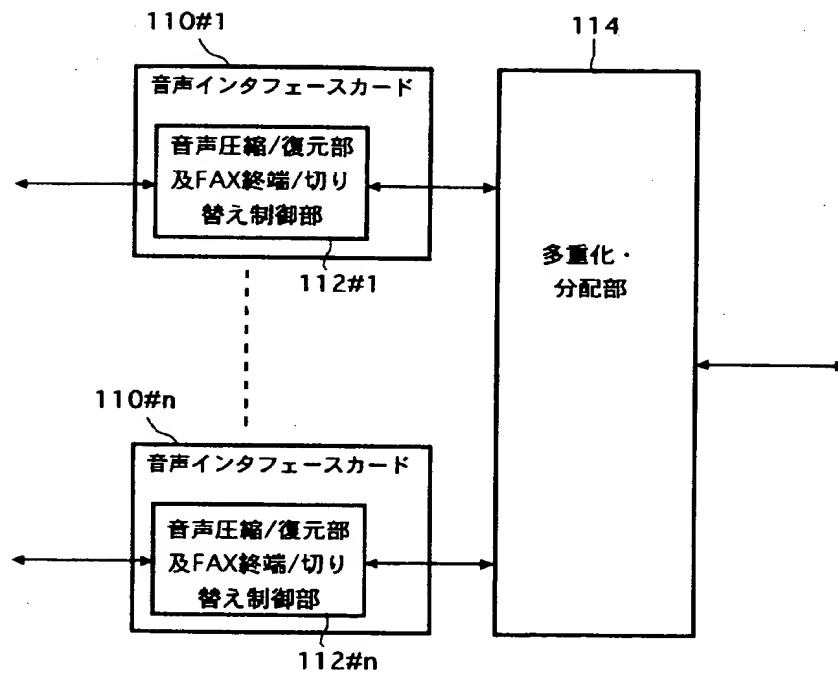 110#1
114
音声インタフェースカード
音声圧縮/復元部
及FAX終端/切り
替え制御部
112#1
多重化・
分配部
110#n
音声インタフェースカード
音声圧縮/復元部
及FAX終端/切り
替え制御部
112#n